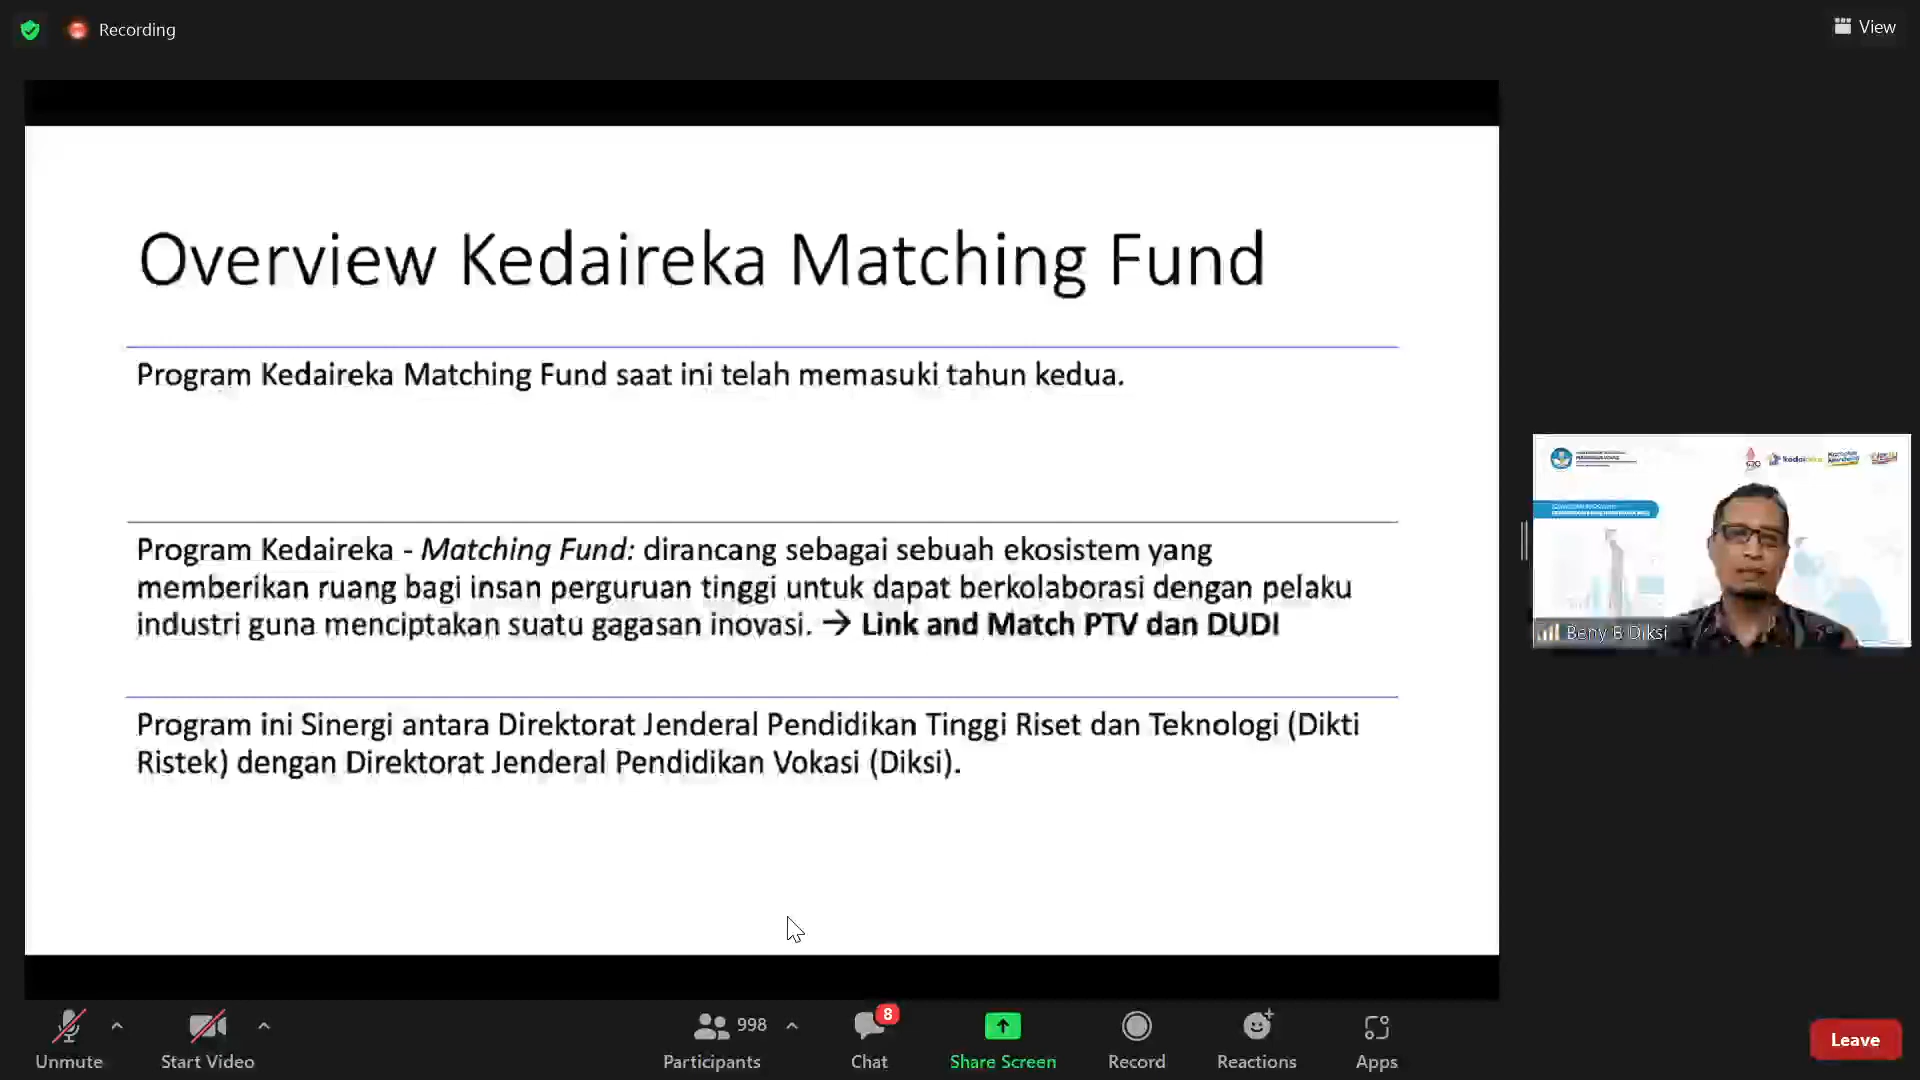 Recording
View
Overview Kedaireka Matching Fund
Program Kedaireka Matching Fund saat ini telah memasuki tahun kedua.
Program Kedaireka - Matching Fund: dirancang sebagai sebuah ekosistem yang
memberikan ruang bagi insan perguruan tinggi untuk dapat berkolaborasi dengan pelaku
industri guna menciptakan suatu gagasan inovasi. → Link and Match PTV dan DUDI
Program ini Sinergi antara Direktorat Jenderal Pendidikan Tinggi Riset dan Teknologi (Dikti
Ristek) dengan Direktorat Jenderal Pendidikan Vokasi (Diksi).
Beny B Diksi
Unmute
Start Video
998
Participants
8
Chat
Share Screen
Record
Reactions
Apps
Leave